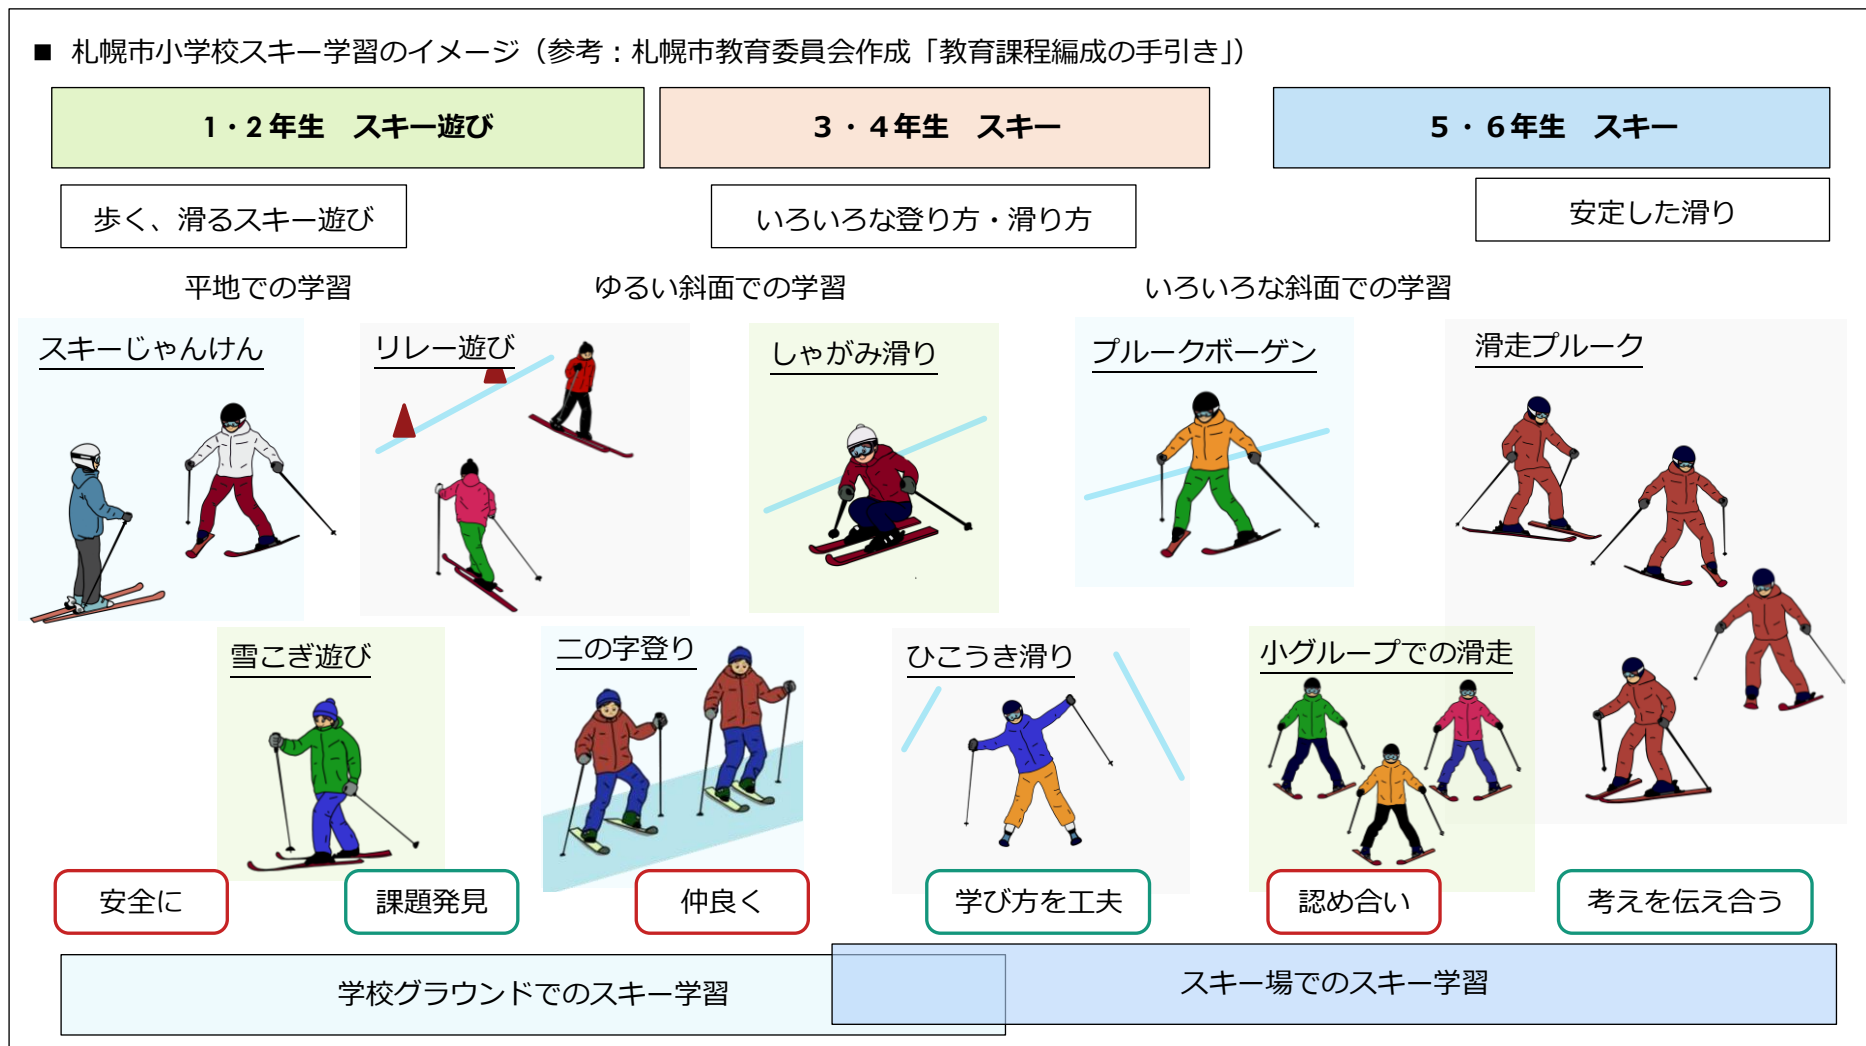 ■ 札幌市小学校スキー学習のイメージ（参考：札幌市教育委員会作成「教育課程編成の手引き」）
1・2年生　スキー遊び
３・４年生　スキー
５・６年生　スキー
歩く、滑るスキー遊び
いろいろな登り方・滑り方
安定した滑り
平地での学習
ゆるい斜面での学習
いろいろな斜面での学習
スキーじゃんけん
リレー遊び
しゃがみ滑り
プルークボーゲン
滑走プルーク
雪こぎ遊び
二の字登り
ひこうき滑り
小グループでの滑走
安全に
課題発見
仲良く
学び方を工夫
認め合い
考えを伝え合う
学校グラウンドでのスキー学習
スキー場でのスキー学習